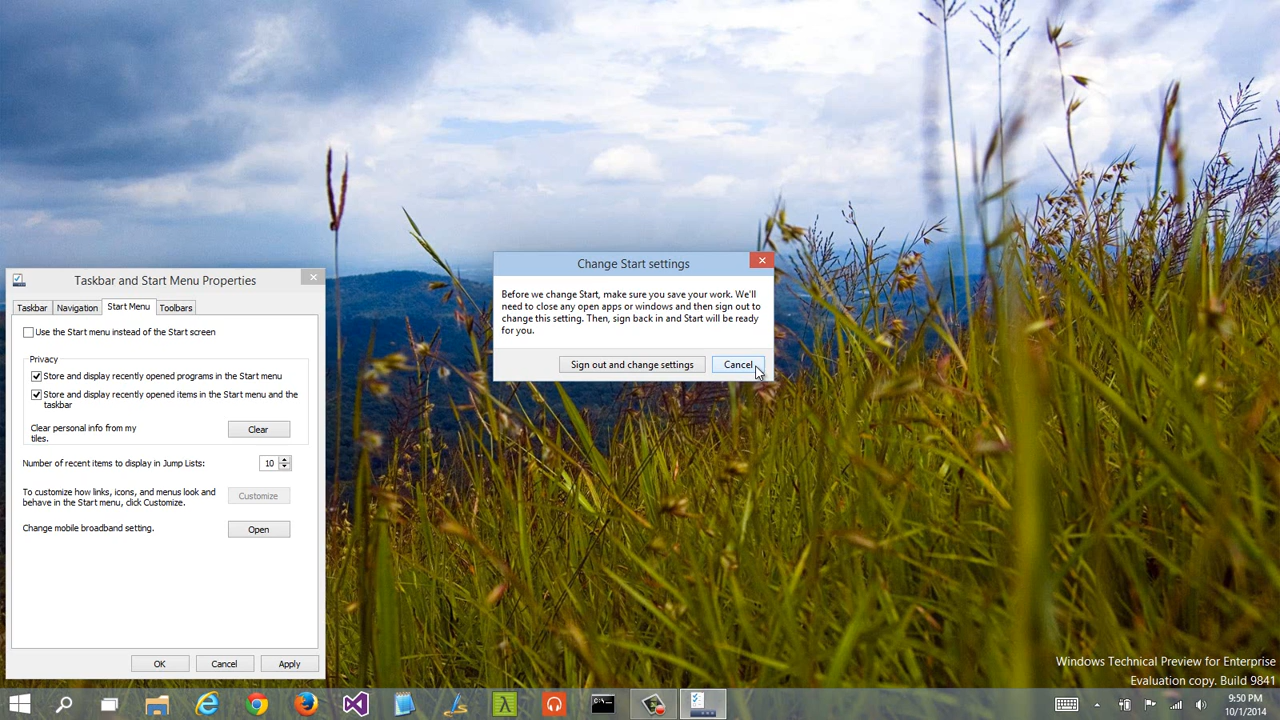 Change Start settings
Before we change Start, make sure you save your work. We'll
need to close any open apps or windows and then sign out to
change this setting. Then, sign back in and Start will be ready
for you.
Sign out and change settings
Cancel
Taskbar and Start Menu Properties
Taskbar
Navigation
Start Menu
Toolbars
Use the Start menu instead of the Start screen
Privacy
Store and display recently opened programs in the Start menu
Store and display recently opened items in the Start menu and the
taskbar
Clear personal info from my
tiles.
Clear
Number of recent items to display in Jump Lists:
10
To customize how links, icons, and menus look and
behave in the Start menu, click Customize.
Customize
Change mobile broadband setting.
Open
OK
Cancel
Apply
Windows Technical Preview for Enterprise
Evaluation copy. Build 9841
9:50 PM
10/1/2014